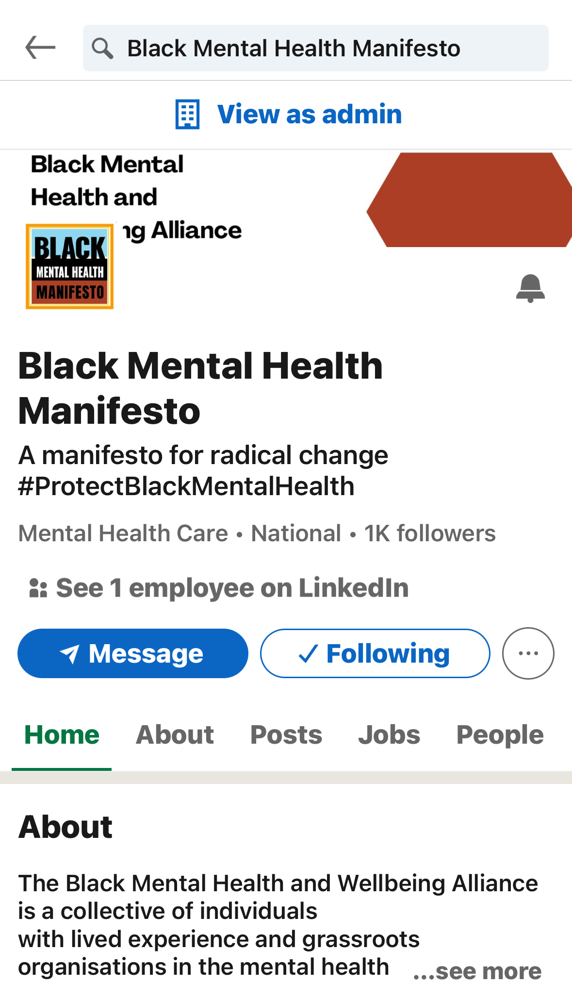 Black Mental Health Manifesto
View as admin
Black Mental
Health and
ng Alliance
BLACK
MENTAL HEALTH
MANIFESTO
Black Mental Health
Manifesto
A manifesto for radical change
#ProtectBlackMentalHealth
Mental Health Care • National • 1K followers
See 1 employee on LinkedIn
Message
Following
Home About Posts Jobs People
About
The Black Mental Health and Wellbeing Alliance
is a collective of individuals
with lived experience and grassroots
organisations in the mental health ...see more